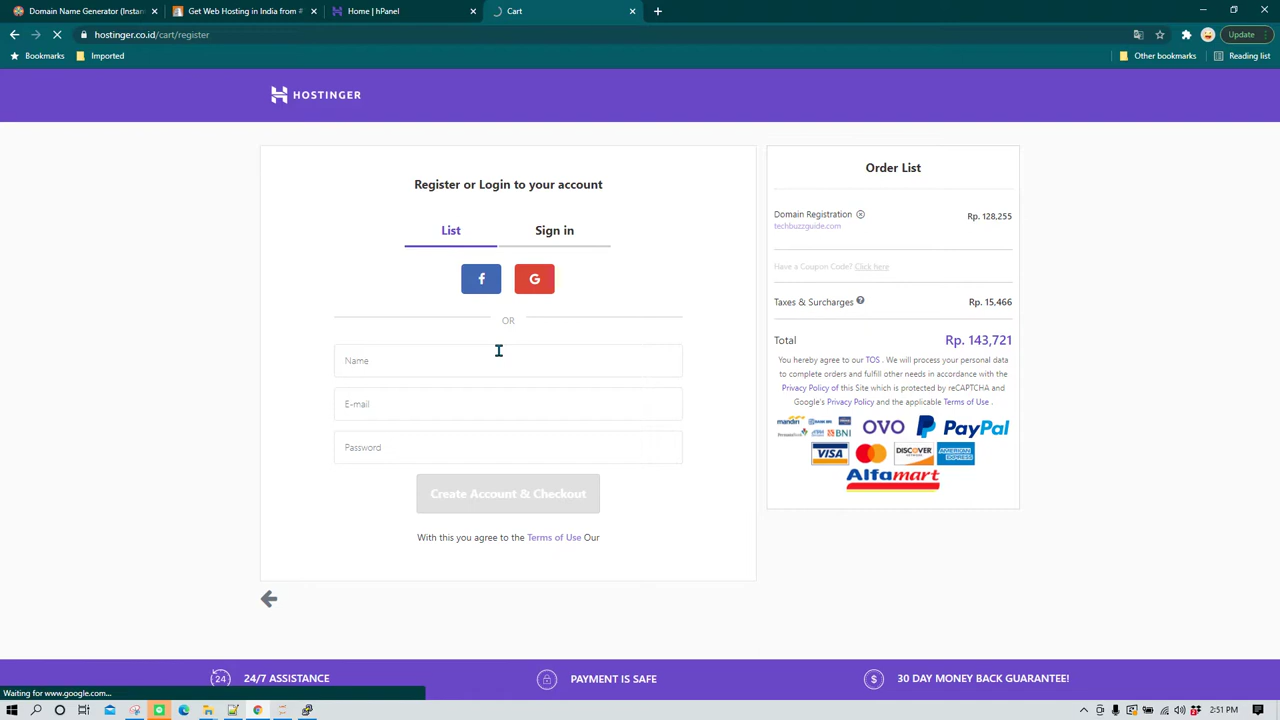 Domain Name Generator (Instan
Get Web Hosting in India from #
Home | hPanel
Cart
hostinger.co.id/cart/register
Update
Bookmarks
Imported
Other bookmarks
Reading list
HOSTINGER
Register or Login to your account
List
Sign in
f
G
OR
Name
E-mail
Password
Create Account & Checkout
With this you agree to the Terms of Use Our
Order List
Domain Registration
Rp. 128,255
techbuzzguide.com
Have a Coupon Code? Click here
Taxes & Surcharges
Rp. 15,466
Total
Rp. 143,721
You hereby agree to our TOS . We will process your personal data
to complete orders and fulfill other needs in accordance with the
Privacy Policy of this Site which is protected by reCAPTCHA and
Google's Privacy Policy and the applicable Terms of Use .
mandiri
BANK BRI
OVO
PayPal
BNI
VISA
DISCOVER
AMERICAN EXPRESS
Alfamart
24
24/7 ASSISTANCE
PAYMENT IS SAFE
$
30 DAY MONEY BACK GUARANTEE!
Waiting for www.google.com...
2:51 PM